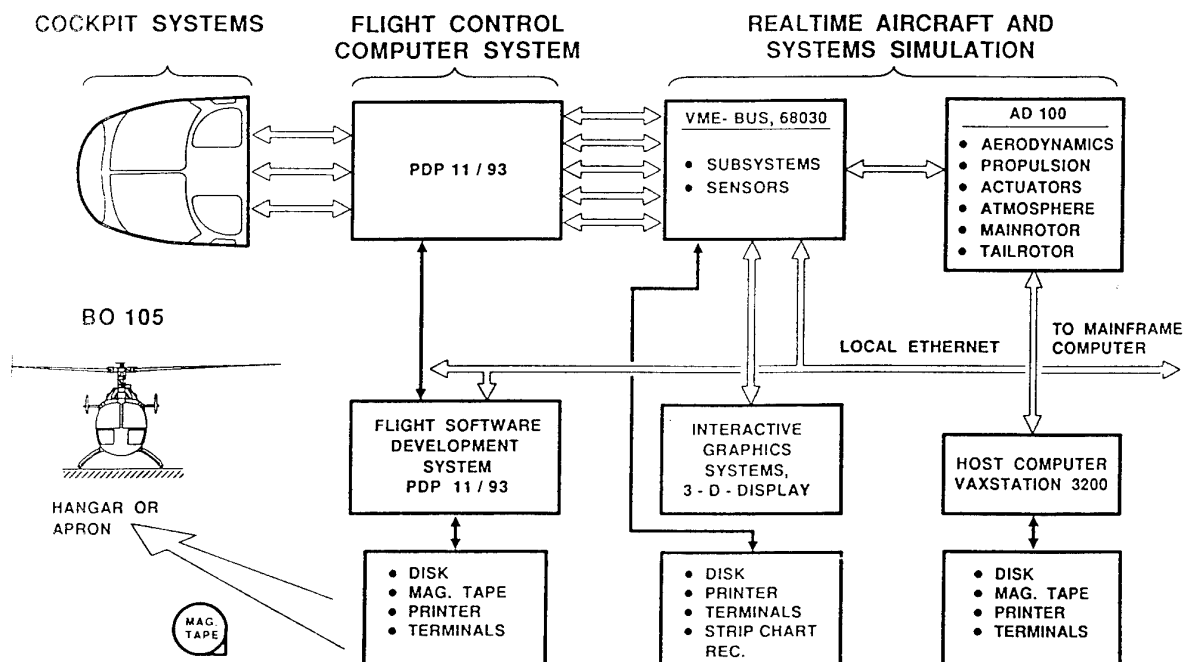 COCKPIT SYSTEMS
FLIGHT CONTROL
COMPUTER SYSTEM
REALTIME AIRCRAFT AND
SYSTEMS SIMULATION
PDP 11 / 93
VME- BUS, 68030
• SUBSYSTEMS
• SENSORS
AD 100
• AERODYNAMICS
• PROPULSION
• ACTUATORS
• ATMOSPHERE
• MAINROTOR
• TAILROTOR
BO 105
LOCAL ETHERNET
TO MAINFRAME
COMPUTER
FLIGHT SOFTWARE
DEVELOPMENT
SYSTEM
PDP 11 / 93
INTERACTIVE
GRAPHICS
SYSTEMS,
3 - D - DISPLAY
HOST COMPUTER
VAXSTATION 3200
HANGAR OR
APRON
MAG.
TAPE
• DISK
• MAG. TAPE
• PRINTER
• TERMINALS
• DISK
• PRINTER
• TERMINALS
• STRIP CHART
REC.
• DISK
• MAG. TAPE
• PRINTER
• TERMINALS